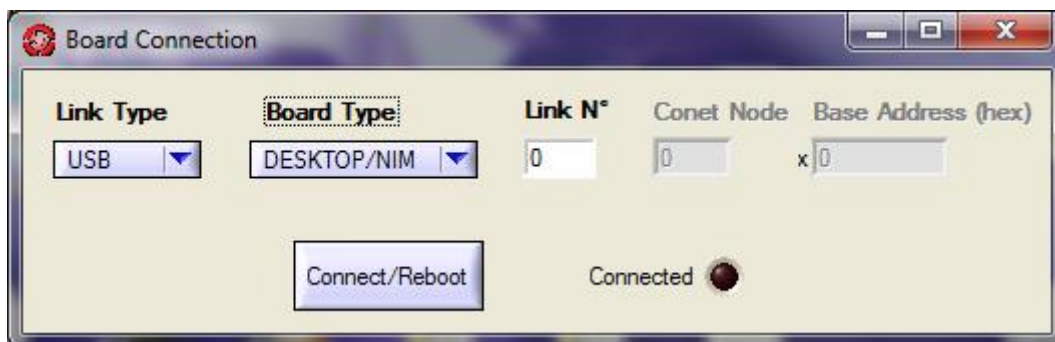 Board Connection
Link Type Board Type Link N° Conet Node Base Address (hex)
USB DESKTOP/NIM 0 0 x 0
Connect/Reboot Connected